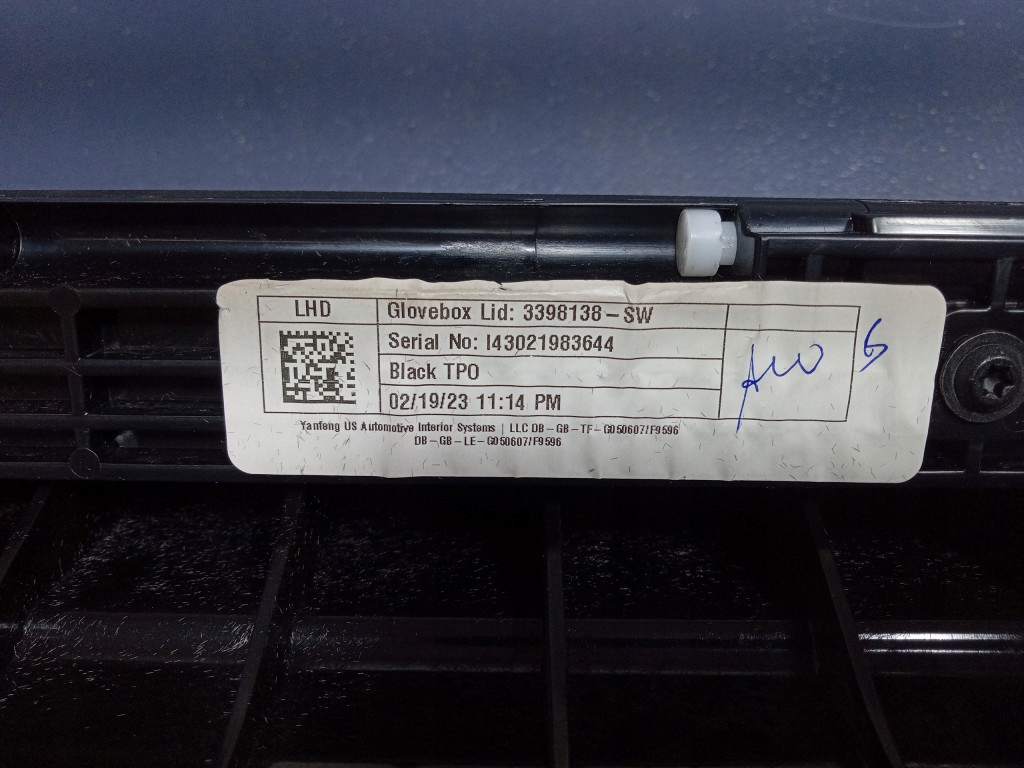 LHD
Glovebox Lid: 3398138-SW
Serial No: I43021983644
Black TPO
02/19/23 11:14 PM
Yanfeng US Automotive Interior Systems | LLC DB-GB-TF-G050607/F9596
DB-GB-LE-G050607/F9596